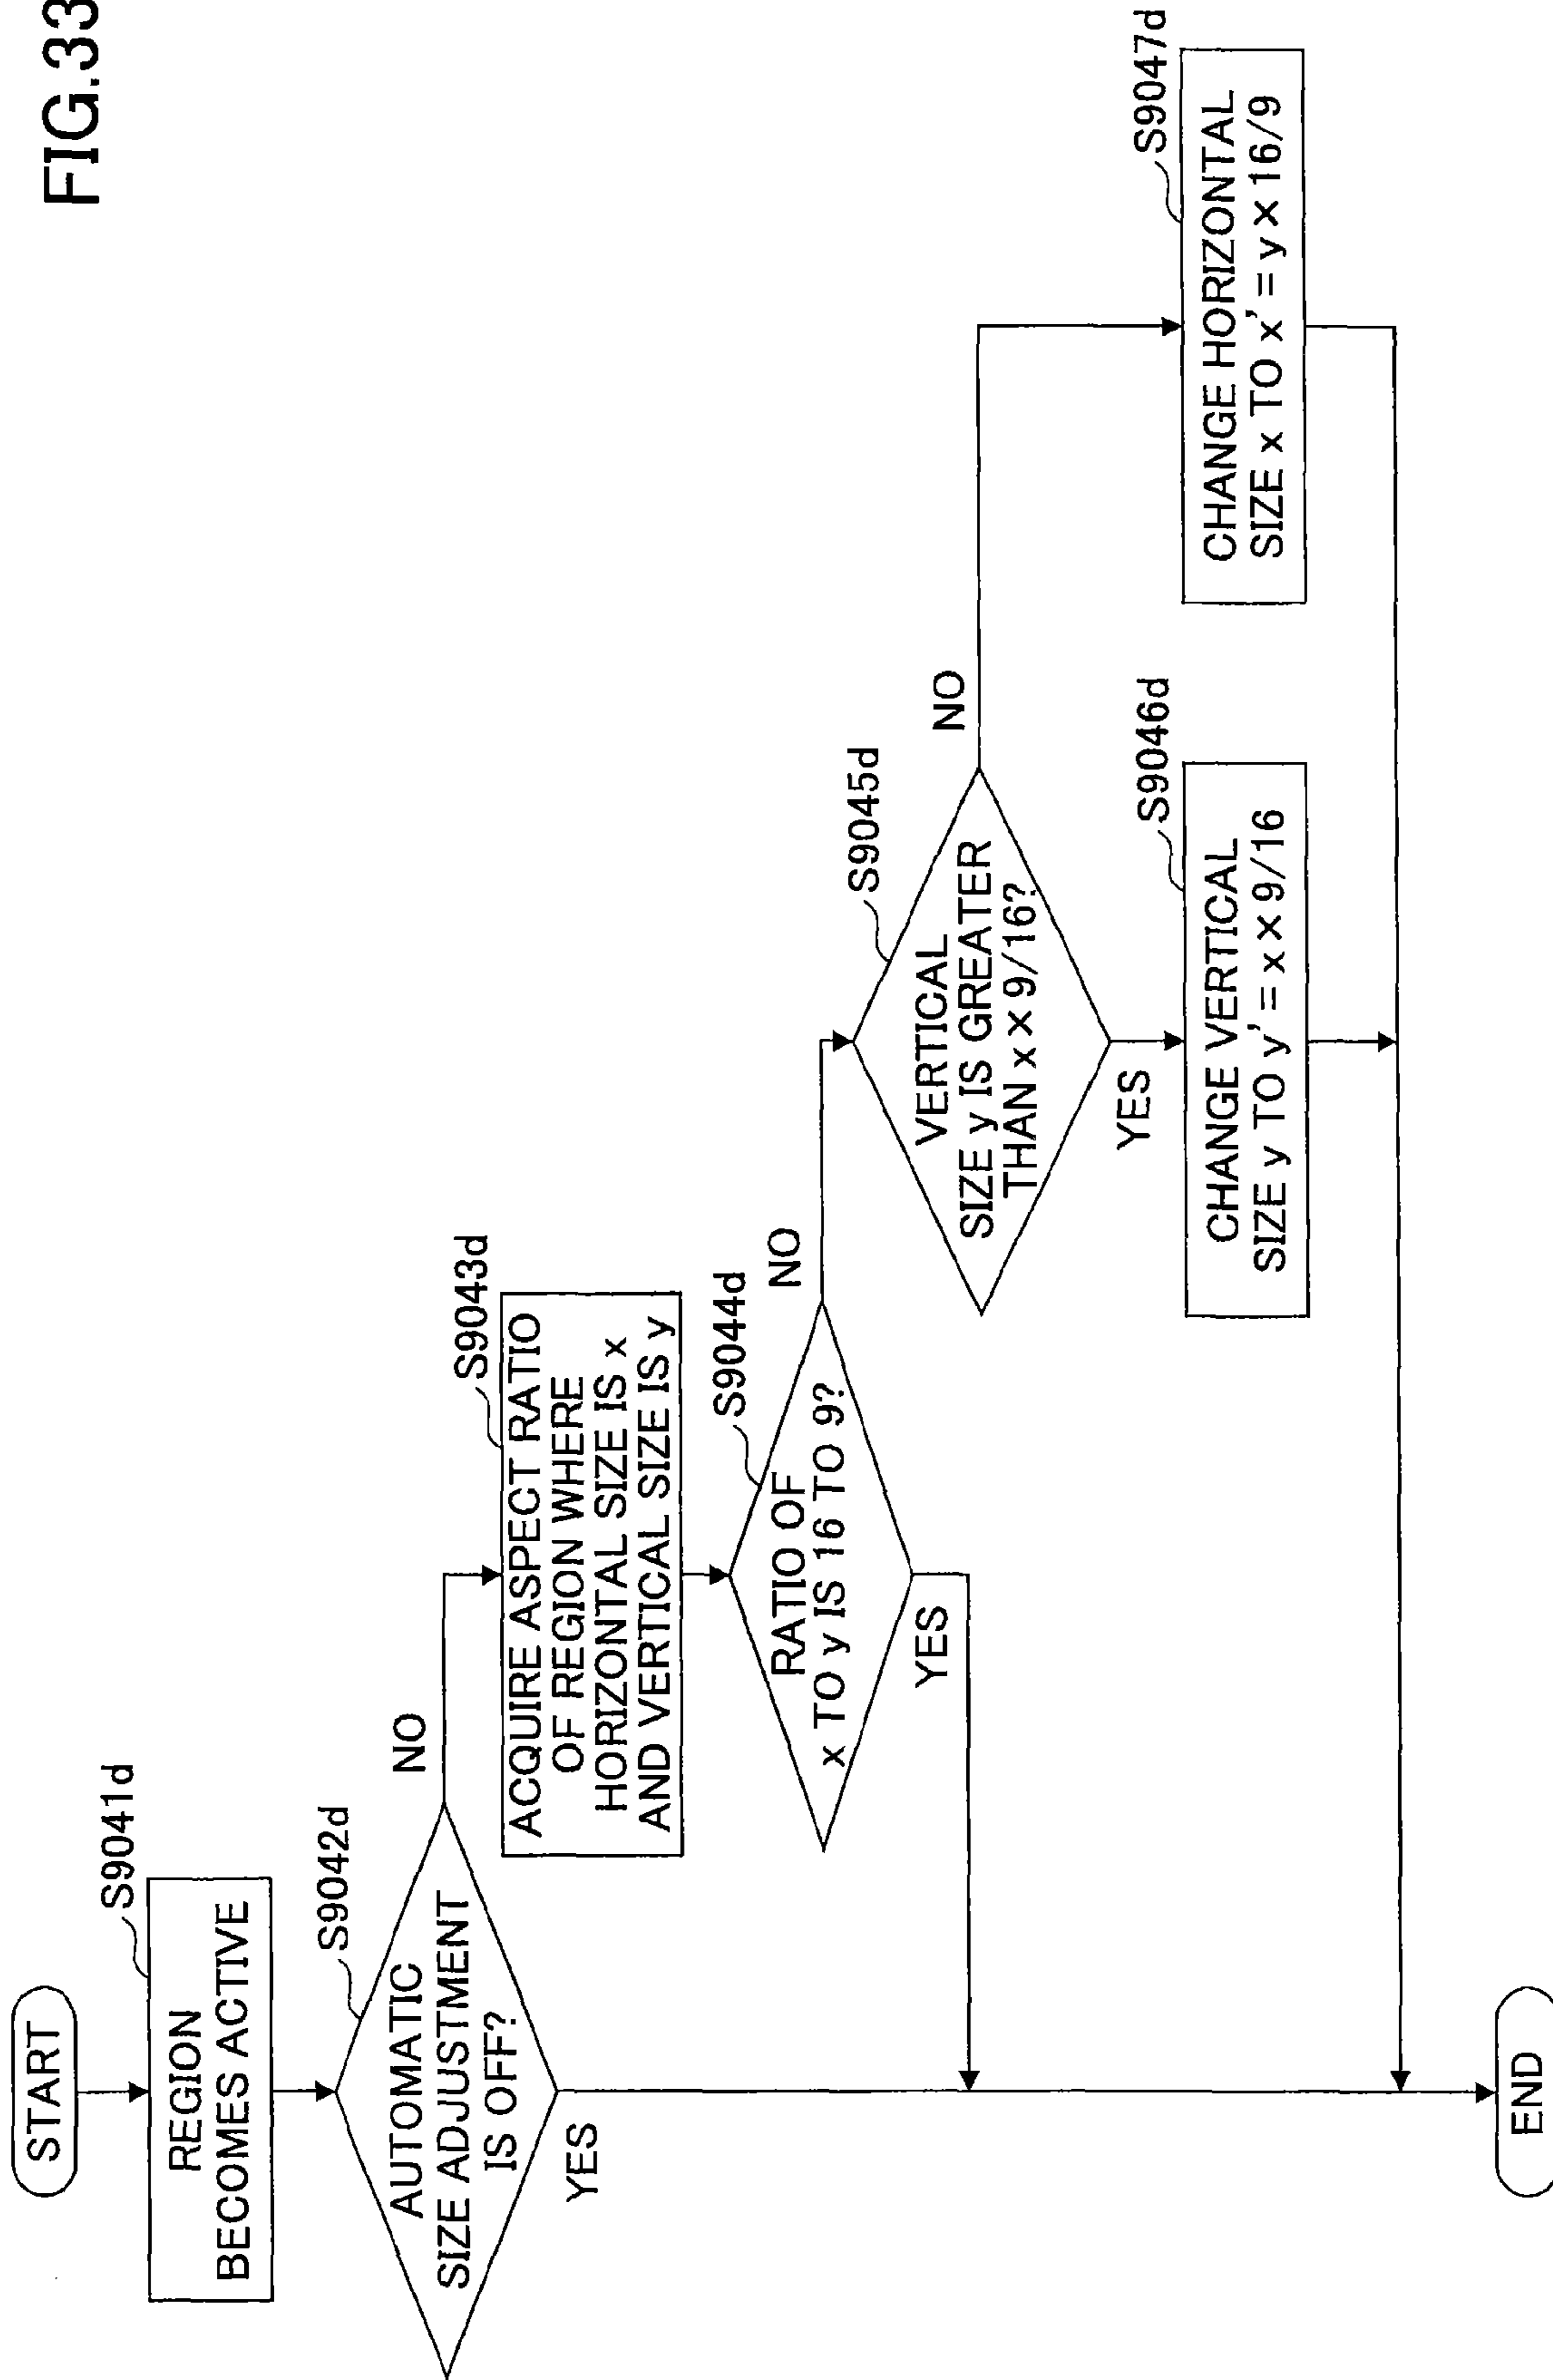 FIG.33
START
S9041d
REGION
BECOMES ACTIVE
S9042d
AUTOMATIC
SIZE ADJUSTMENT
IS OFF?
NO
YES
S9043d
ACQUIRE ASPECT RATIO
OF REGION WHERE
HORIZONTAL SIZE IS x
AND VERTICAL SIZE IS y
S9044d
RATIO OF
x TO y IS 16 TO 9?
NO
YES
S9045d
VERTICAL
SIZE y IS GREATER
THAN x × 9/16?
NO
YES
S9046d
CHANGE VERTICAL
SIZE y TO y' = x × 9/16
S9047d
CHANGE HORIZONTAL
SIZE x TO x' = y × 16/9
END